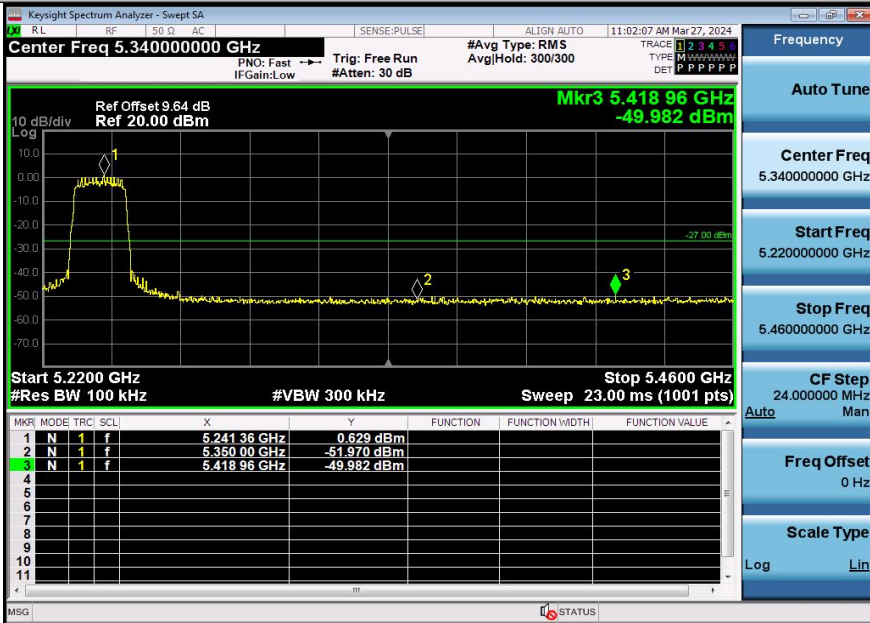 Keysight Spectrum Analyzer - Swept SA
LXI RL RF 50 Ω AC SENSE:PULSE ALIGN AUTO 11:02:07 AM Mar 27, 2024
Center Freq 5.340000000 GHz
PNO: Fast
IFGain:Low
Trig: Free Run
#Atten: 30 dB
#Avg Type: RMS
Avg|Hold: 300/300
TRACE 1 2 3 4 5 6
TYPE M WWWWW
DET P P P P P P
Mkr3 5.418 96 GHz
-49.982 dBm
Ref Offset 9.64 dB
10 dB/div Ref 20.00 dBm
Log
10.0
0.00
-10.0
-20.0
-30.0
-40.0
-50.0
-60.0
-70.0
1
2
3
-27.00 dBm
Start 5.2200 GHz Stop 5.4600 GHz
#Res BW 100 kHz #VBW 300 kHz Sweep 23.00 ms (1001 pts)
MKR MODE TRC SCL X Y FUNCTION FUNCTION WIDTH FUNCTION VALUE
1 N 1 f 5.241 36 GHz 0.629 dBm
2 N 1 f 5.350 00 GHz -51.970 dBm
3 N 1 f 5.418 96 GHz -49.982 dBm
4
5
6
7
8
9
10
11
MSG STATUS
Frequency
Auto Tune
Center Freq
5.340000000 GHz
Start Freq
5.220000000 GHz
Stop Freq
5.460000000 GHz
CF Step
24.000000 MHz
Auto Man
Freq Offset
0 Hz
Scale Type
Log Lin